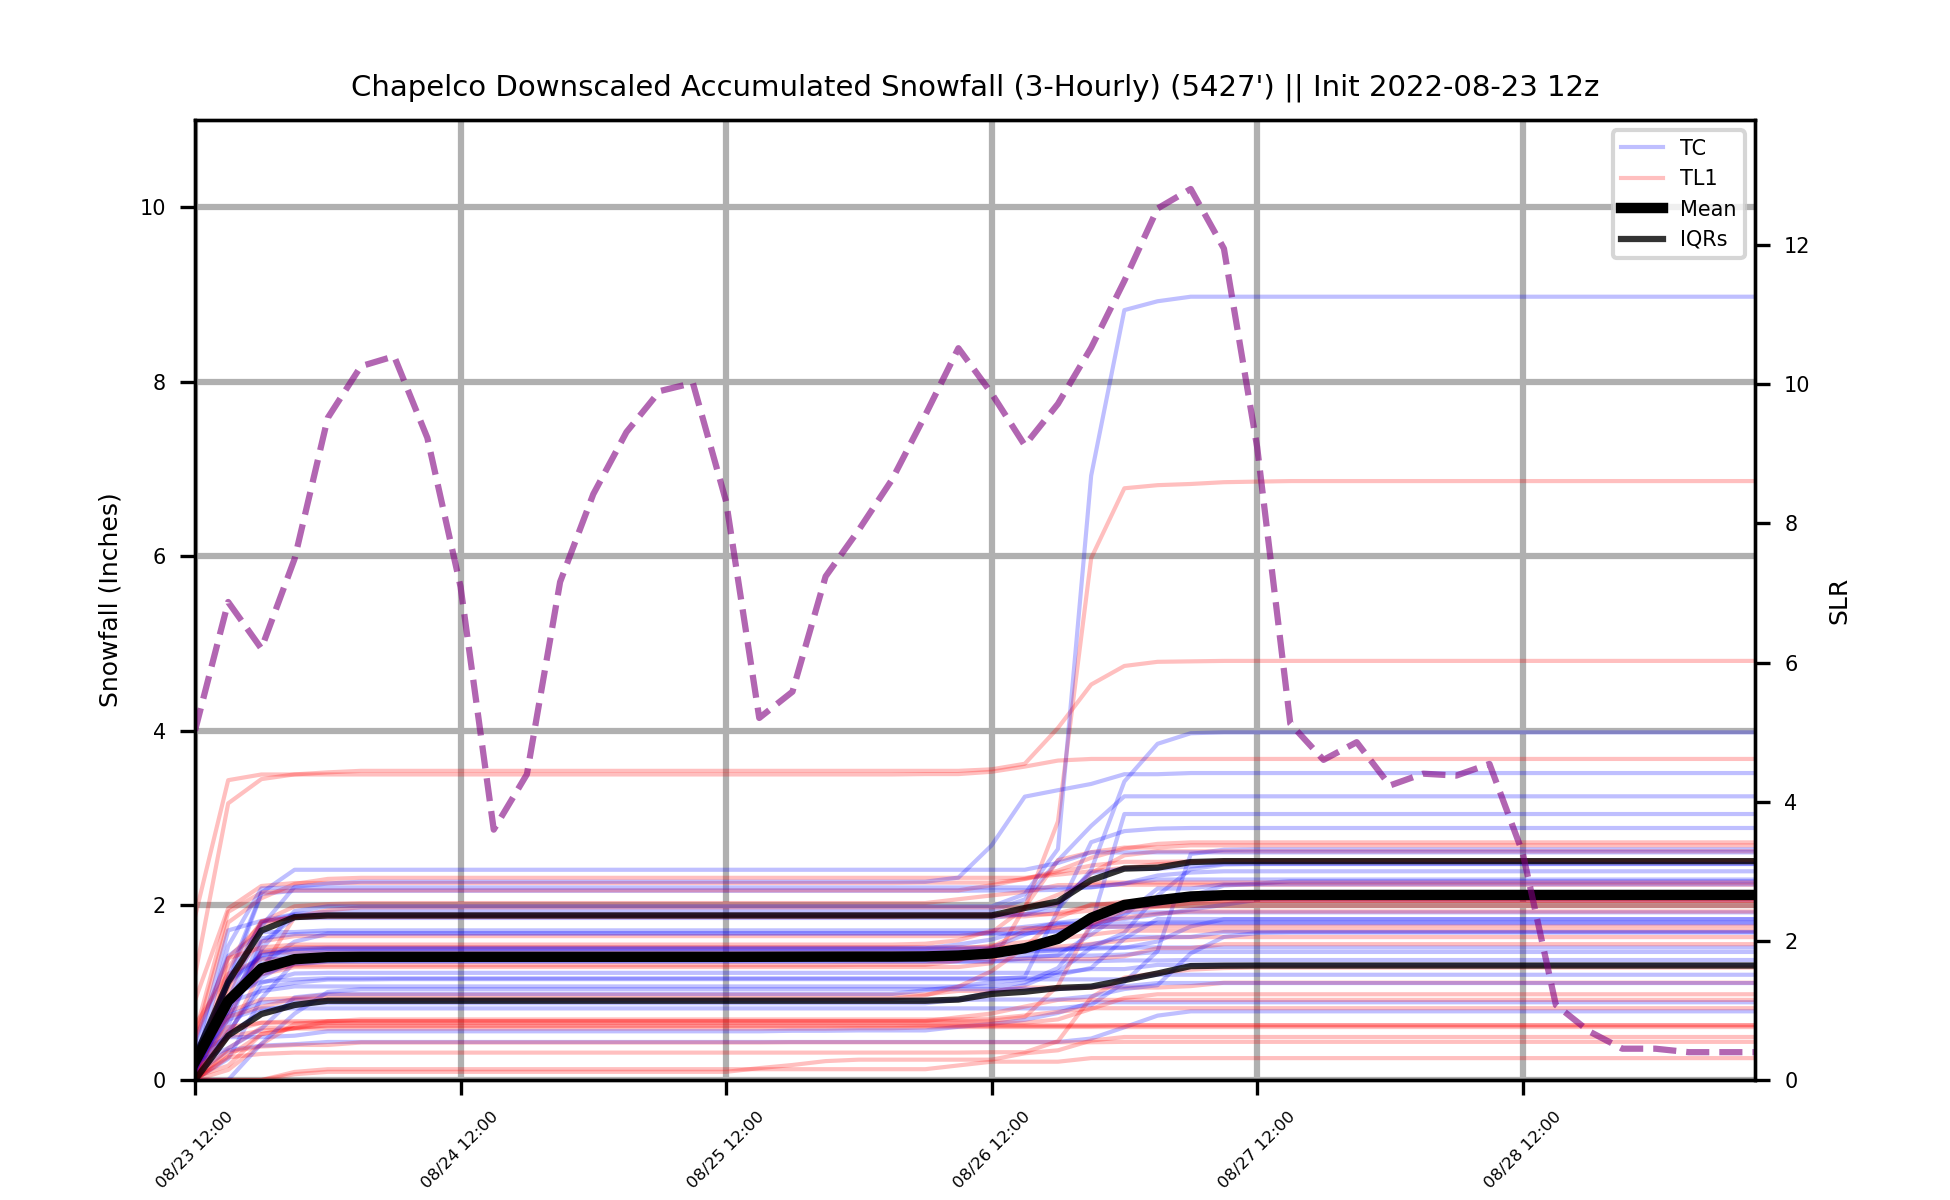 Chapelco Downscaled Accumulated Snowfall (3-Hourly) (5427') || Init 2022-08-23 12z
TC
TL1
Mean
IQRs
Snowfall (Inches)
10
8
6
4
2
0
SLR
12
10
8
6
4
2
0
08/23 12:00
08/24 12:00
08/25 12:00
08/26 12:00
08/27 12:00
08/28 12:00